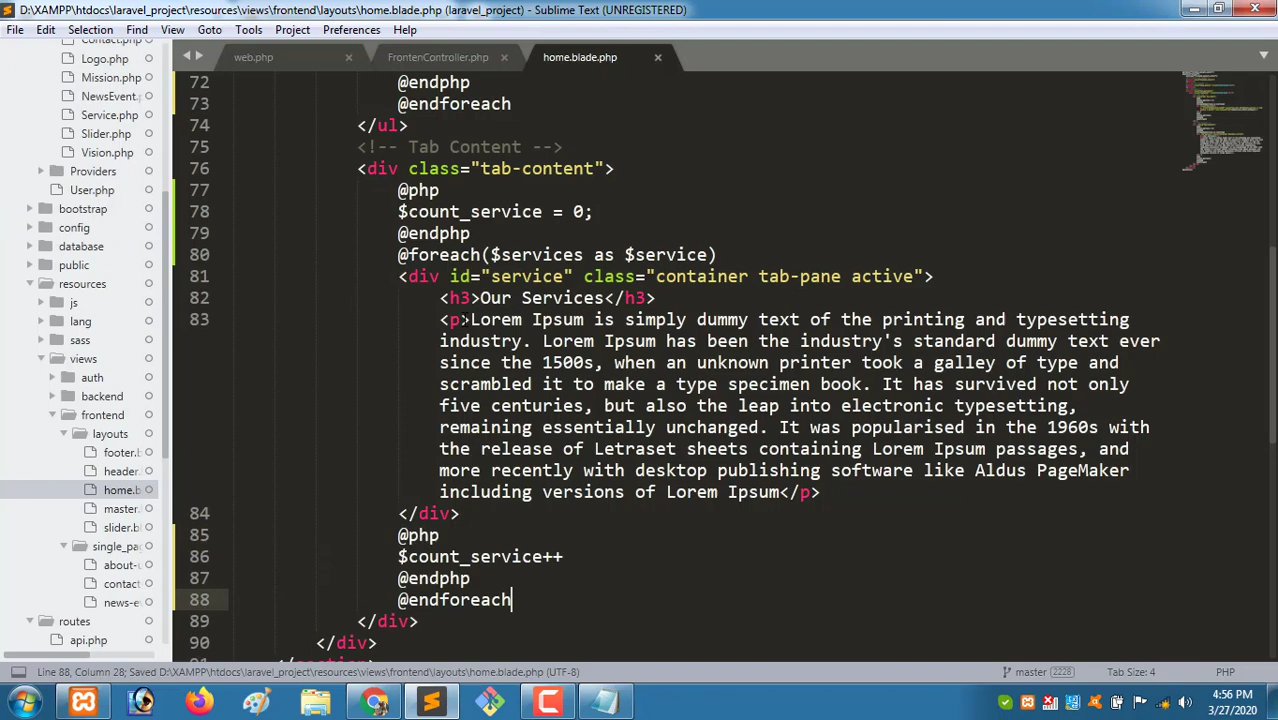 D:\XAMPP\htdocs\laravel_project\resources\views\frontend\layouts\home.blade.php (laravel_project) - Sublime Text (UNREGISTERED)
File Edit Selection Find View Goto Tools Project Preferences Help
web.php FrontenController.php home.blade.php
Contact.php
Logo.php
Mission.php
NewsEvent.p
Service.php
Slider.php
Vision.php
Providers
User.php
bootstrap
config
database
public
resources
js
lang
sass
views
auth
backend
frontend
layouts
footer.b
header.
home.b
master.
slider.b
single_pa
about-u
contact
news-e
routes
api.php
72 @endphp
73 @endforeach
74 </ul>
75 <!-- Tab Content -->
76 <div class="tab-content">
77 @php
78 $count_service = 0;
79 @endphp
80 @foreach($services as $service)
81 <div id="service" class="container tab-pane active">
82 <h3>Our Services</h3>
83 <p>Lorem Ipsum is simply dummy text of the printing and typesetting
industry. Lorem Ipsum has been the industry's standard dummy text ever
since the 1500s, when an unknown printer took a galley of type and
scrambled it to make a type specimen book. It has survived not only
five centuries, but also the leap into electronic typesetting,
remaining essentially unchanged. It was popularised in the 1960s with
the release of Letraset sheets containing Lorem Ipsum passages, and
more recently with desktop publishing software like Aldus PageMaker
including versions of Lorem Ipsum</p>
84 </div>
85 @php
86 $count_service++
87 @endphp
88 @endforeach
89 </div>
90 </div>
91 </section>
Line 88, Column 28; Saved D:\XAMPP\htdocs\laravel_project\resources\views\frontend\layouts\home.blade.php (UTF-8) master 2228 Tab Size: 4 PHP
4:56 PM
3/27/2020